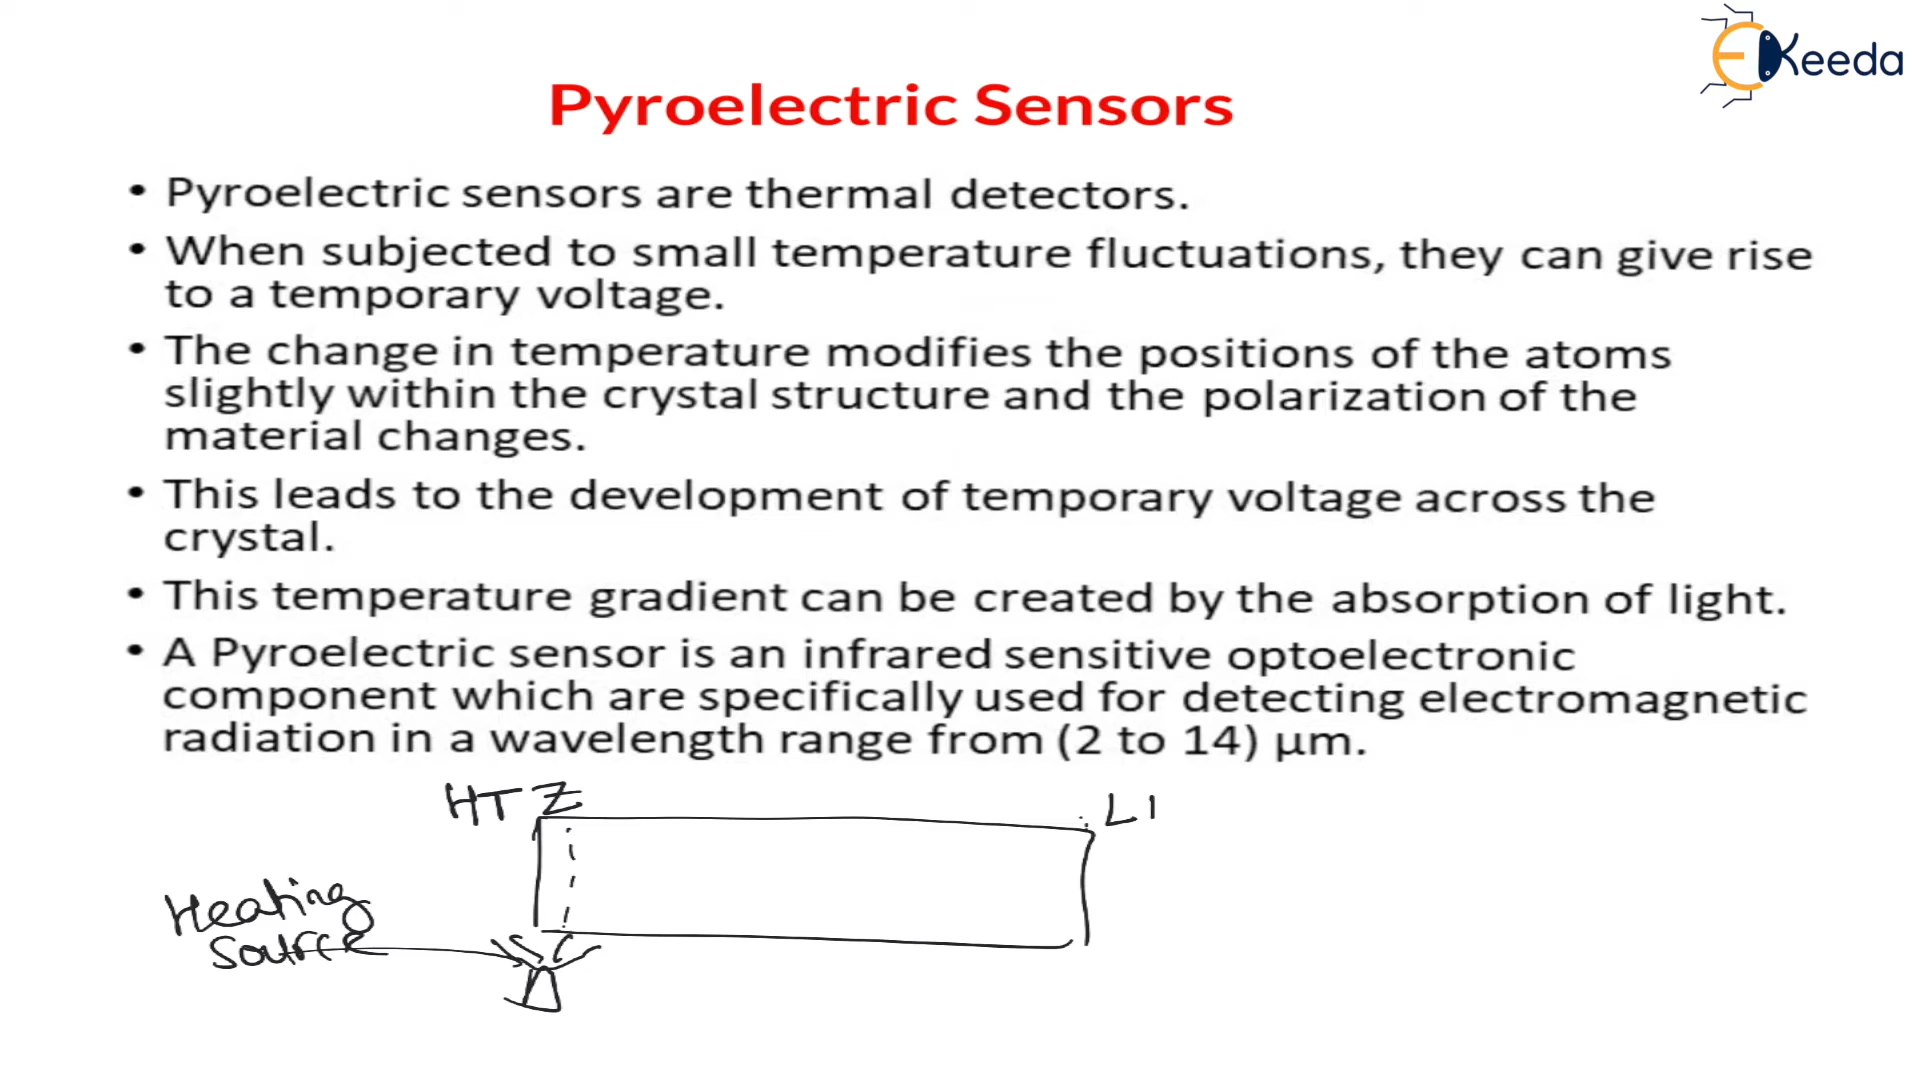 EKeeda
Pyroelectric Sensors
• Pyroelectric sensors are thermal detectors.
• When subjected to small temperature fluctuations, they can give rise
to a temporary voltage.
• The change in temperature modifies the positions of the atoms
slightly within the crystal structure and the polarization of the
material changes.
• This leads to the development of temporary voltage across the
crystal.
• This temperature gradient can be created by the absorption of light.
• A Pyroelectric sensor is an infrared sensitive optoelectronic
component which are specifically used for detecting electromagnetic
radiation in a wavelength range from (2 to 14) μm.
HTZ
LI
Heating
Source